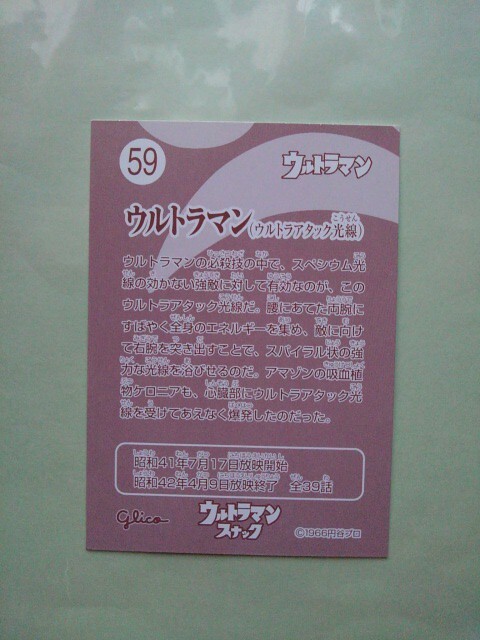 59
ウルトラマン
ウルトラマン(ウルトラアタック光線)
ウルトラマンの必殺技の中で、スペシウム光
線の効かない強敵に対して有効なのが、この
ウルトラアタック光線だ。腰にあてた両腕に
すばやく全身のエネルギーを集め、敵に向け
て右腕を突き出すことで、スパイラル状の強
力な光線を浴びせるのだ。アマゾンの吸血植
物ケロニアも、心臓部にウルトラアタック光
線を受けてあえなく爆発したのだった。
昭和41年7月17日放映開始
昭和42年4月9日放映終了 全39話
glico
ウルトラマン
スナック
©1966円谷プロ